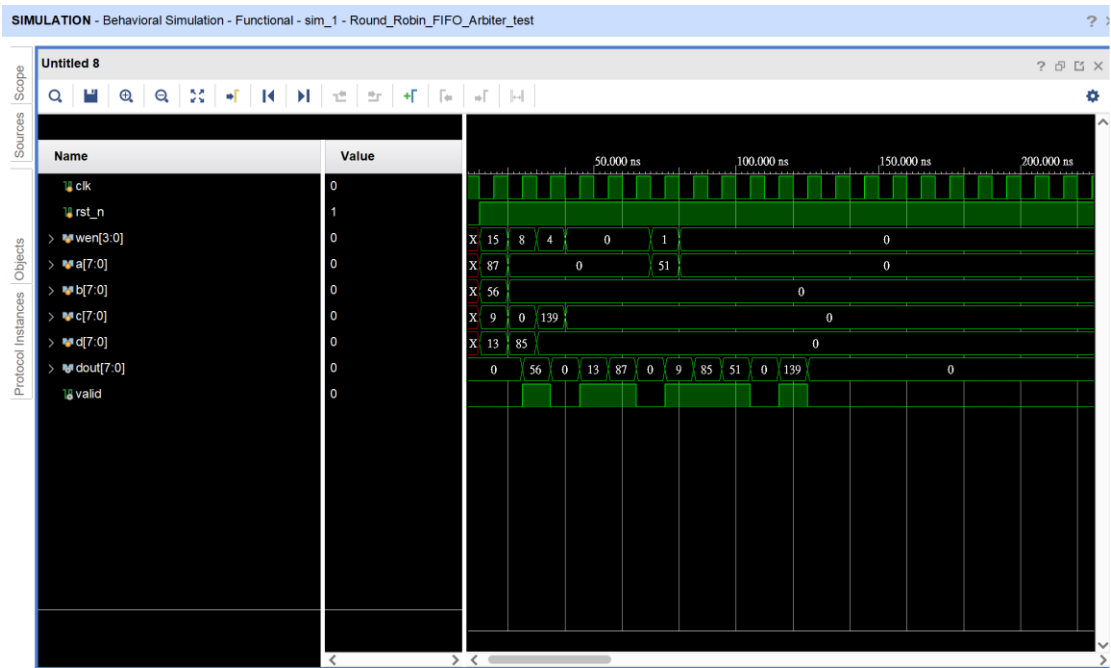 SIMULATION - Behavioral Simulation - Functional - sim_1 - Round_Robin_FIFO_Arbiter_test ?
Scope
Sources
Objects
Protocol Instances
Untitled 8 ?
Name Value
50.000 ns 100.000 ns 150.000 ns 200.000 ns
clk 0
rst_n 1
> wen[3:0] 0 X 15 8 4 0 1 0
> a[7:0] 0 X 87 0 51 0
> b[7:0] 0 X 56 0
> c[7:0] 0 X 9 0 139 0
> d[7:0] 0 X 13 85 0
> dout[7:0] 0 0 56 0 13 87 0 9 85 51 0 139 0
valid 0